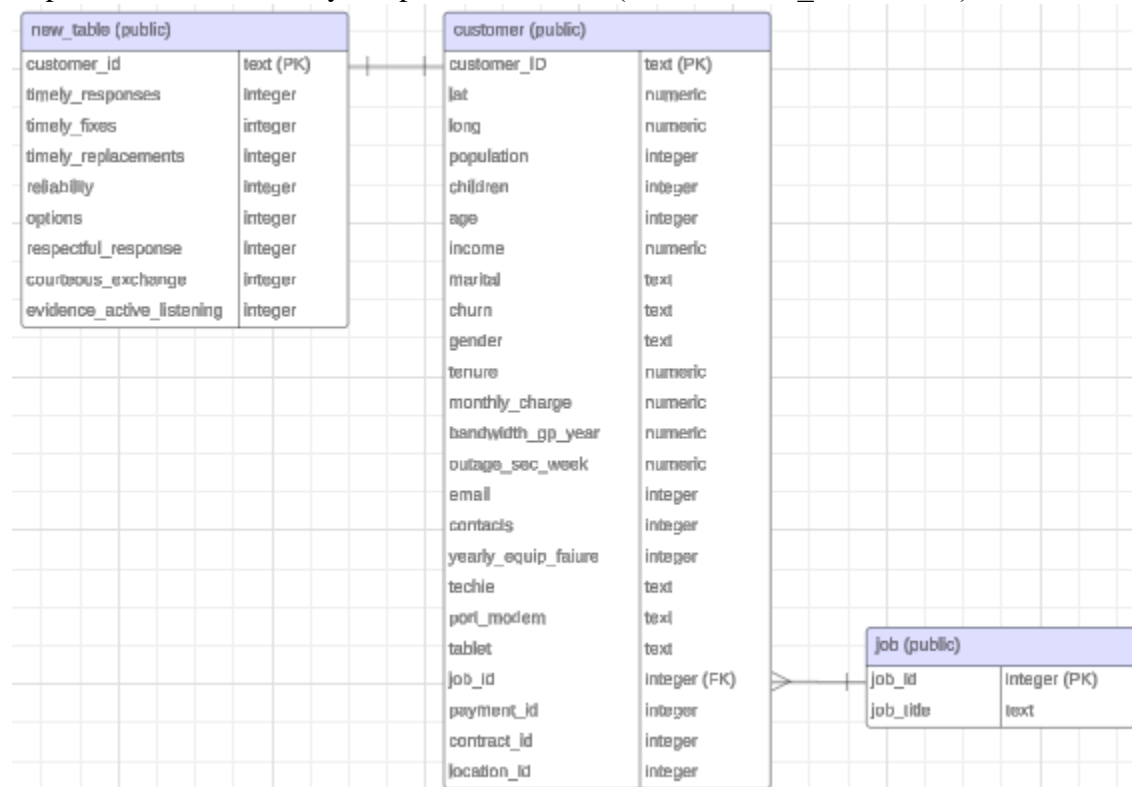 new_table (public)
customer_id text (PK)
timely_responses integer
timely_fixes integer
timely_replacements integer
reliability integer
options integer
respectful_response integer
courteous_exchange integer
evidence_active_listening integer
customer (public)
customer_ID text (PK)
lat numeric
long numeric
population integer
children integer
age integer
income numeric
marital text
churn text
gender text
tenure numeric
monthly_charge numeric
bandwidth_gp_year numeric
outage_sec_week numeric
email integer
contacts integer
yearly_equip_faiure integer
techie text
port_modem text
tablet text
job_id integer (FK)
payment_id integer
contract_id integer
location_id integer
job (public)
job_id integer (PK)
job_title text